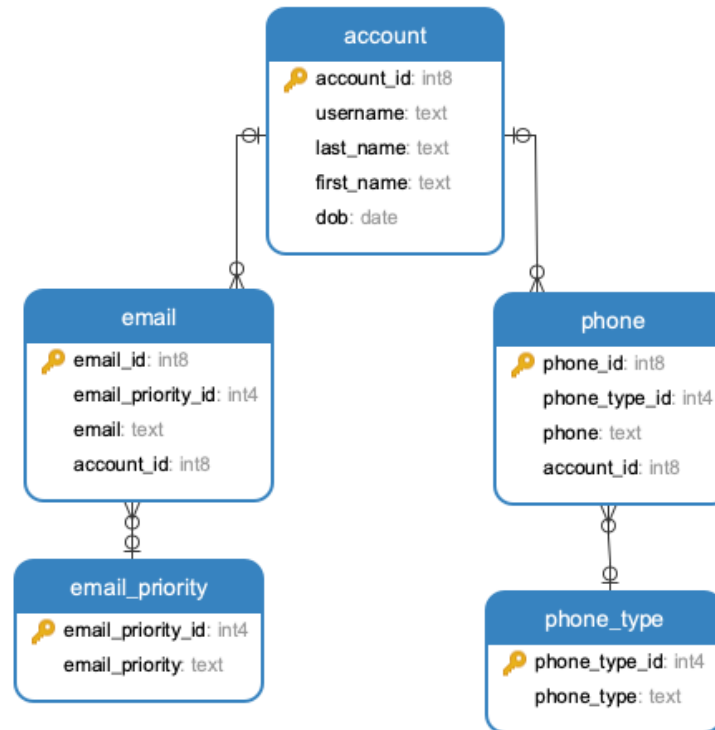 account
account_id: int8
username: text
last_name: text
first_name: text
dob: date
email
email_id: int8
email_priority_id: int4
email: text
account_id: int8
phone
phone_id: int8
phone_type_id: int4
phone: text
account_id: int8
email_priority
email_priority_id: int4
email_priority: text
phone_type
phone_type_id: int4
phone_type: text